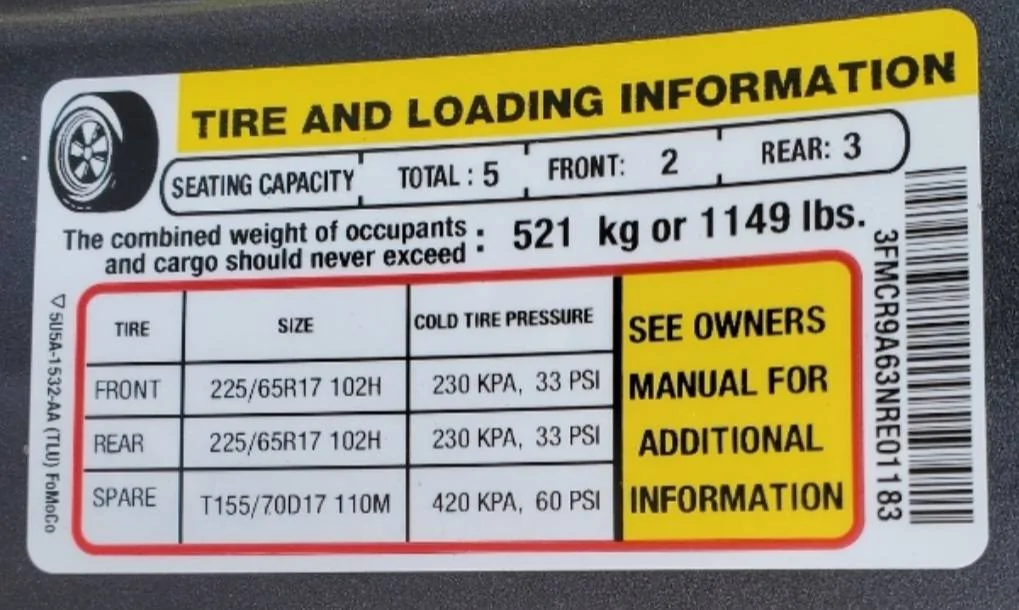 TIRE AND LOADING INFORMATION
SEATING CAPACITY TOTAL : 5 FRONT: 2 REAR: 3
The combined weight of occupants
and cargo should never exceed : 521 kg or 1149 lbs.
TIRE SIZE COLD TIRE PRESSURE
FRONT 225/65R17 102H 230 KPA, 33 PSI
REAR 225/65R17 102H 230 KPA, 33 PSI
SPARE T155/70D17 110M 420 KPA, 60 PSI
SEE OWNERS
MANUAL FOR
ADDITIONAL
INFORMATION
3FMCR9A63NRE01183
5U5A-1532-AA (TLU) FoMoCo